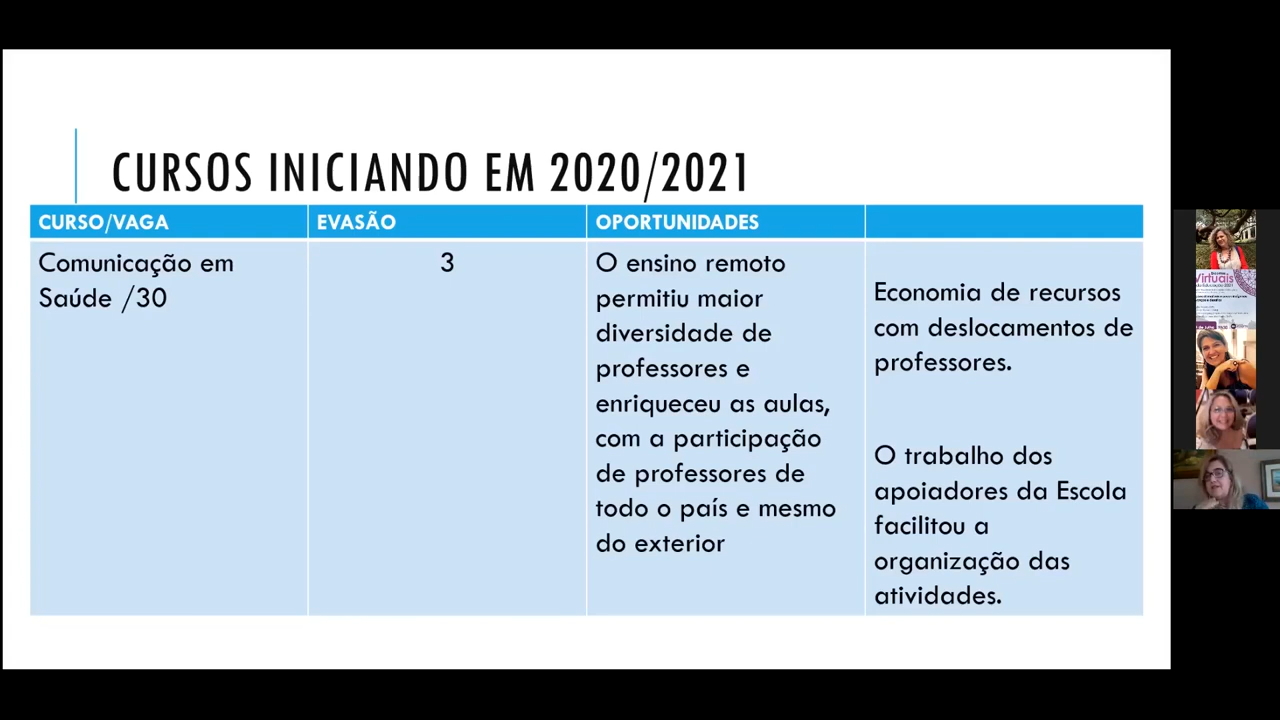 CURSOS INICIANDO EM 2020/2021
CURSO/VAGA
EVASÃO
OPORTUNIDADES
Comunicação em
Saúde /30
3
O ensino remoto
permitiu maior
diversidade de
professores e
enriqueceu as aulas,
com a participação
de professores de
todo o país e mesmo
do exterior
Economia de recursos
com deslocamentos de
professores.
O trabalho dos
apoiadores da Escola
facilitou a
organização das
atividades.
Virtuais